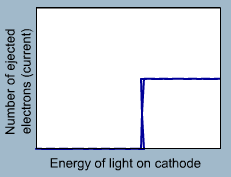 Number of ejected
electrons (current)
Energy of light on cathode